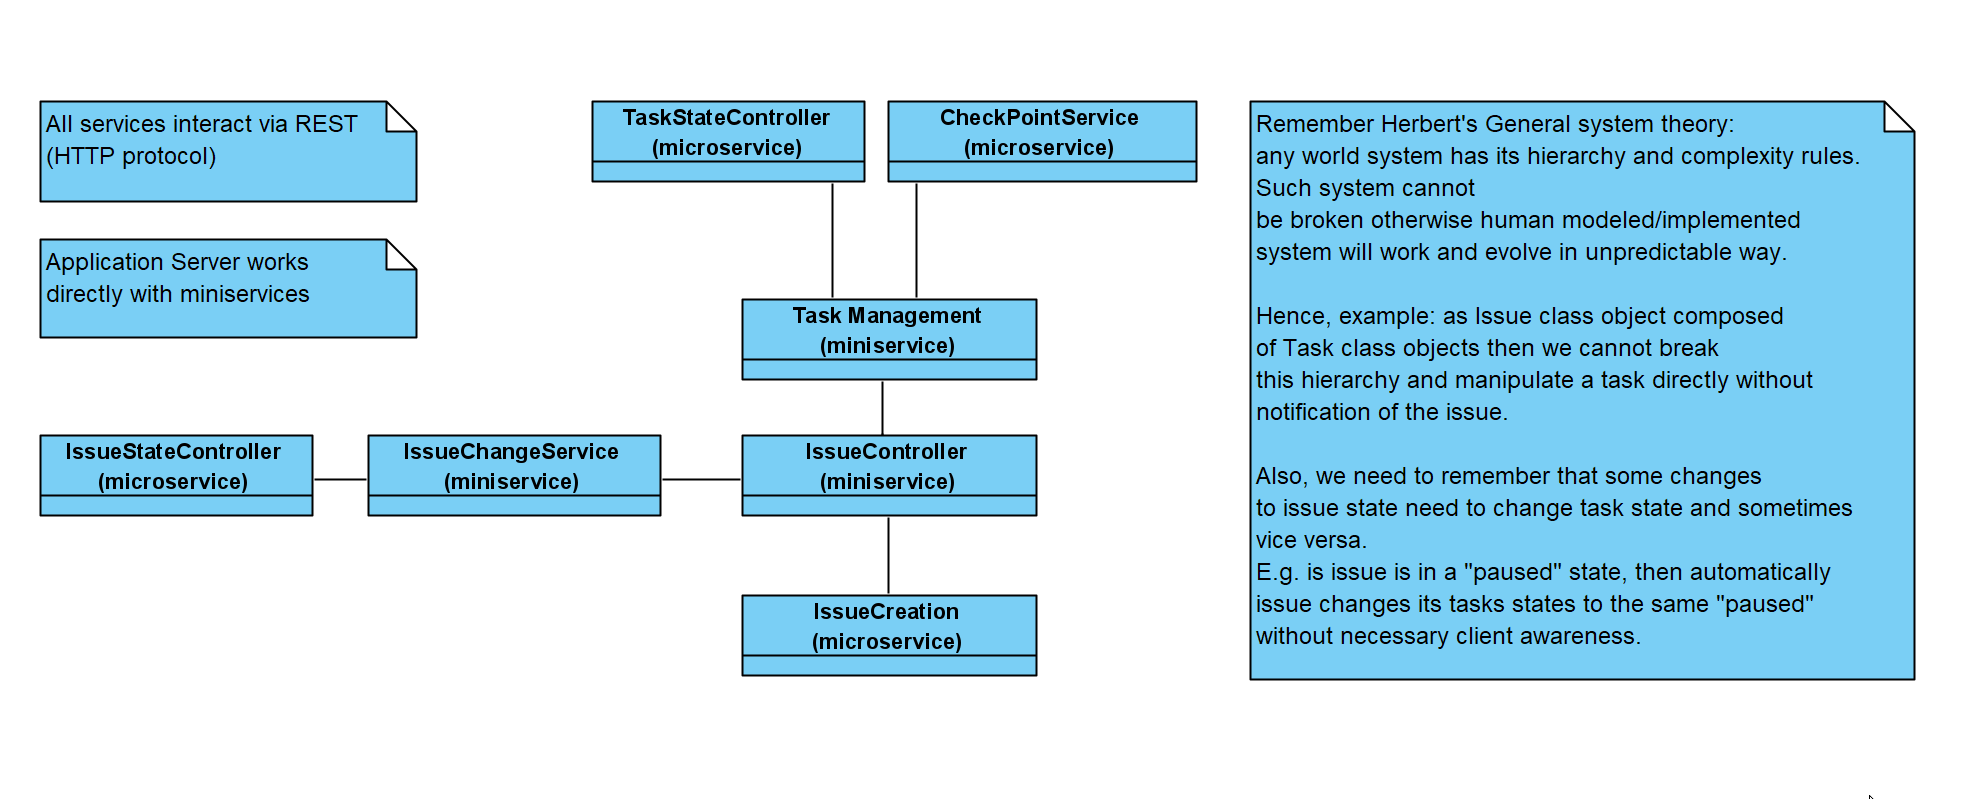 All services interact via REST
(HTTP protocol)
Application Server works
directly with miniservices
TaskStateController
(microservice)
CheckPointService
(microservice)
Task Management
(miniservice)
IssueStateController
(microservice)
IssueChangeService
(miniservice)
IssueController
(miniservice)
IssueCreation
(microservice)
Remember Herbert's General system theory:
any world system has its hierarchy and complexity rules.
Such system cannot
be broken otherwise human modeled/implemented
system will work and evolve in unpredictable way.
Hence, example: as Issue class object composed
of Task class objects then we cannot break
this hierarchy and manipulate a task directly without
notification of the issue.
Also, we need to remember that some changes
to issue state need to change task state and sometimes
vice versa.
E.g. is issue is in a "paused" state, then automatically
issue changes its tasks states to the same "paused"
without necessary client awareness.